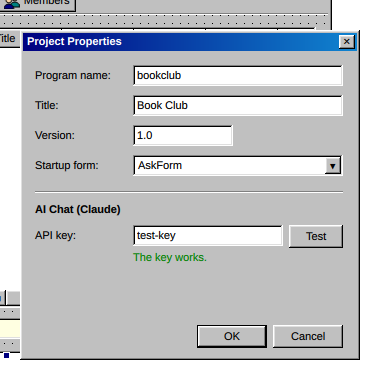 Members
Title
Project Properties
Program name: bookclub
Title: Book Club
Version: 1.0
Startup form: AskForm
AI Chat (Claude)
API key: test-key Test
The key works.
OK Cancel